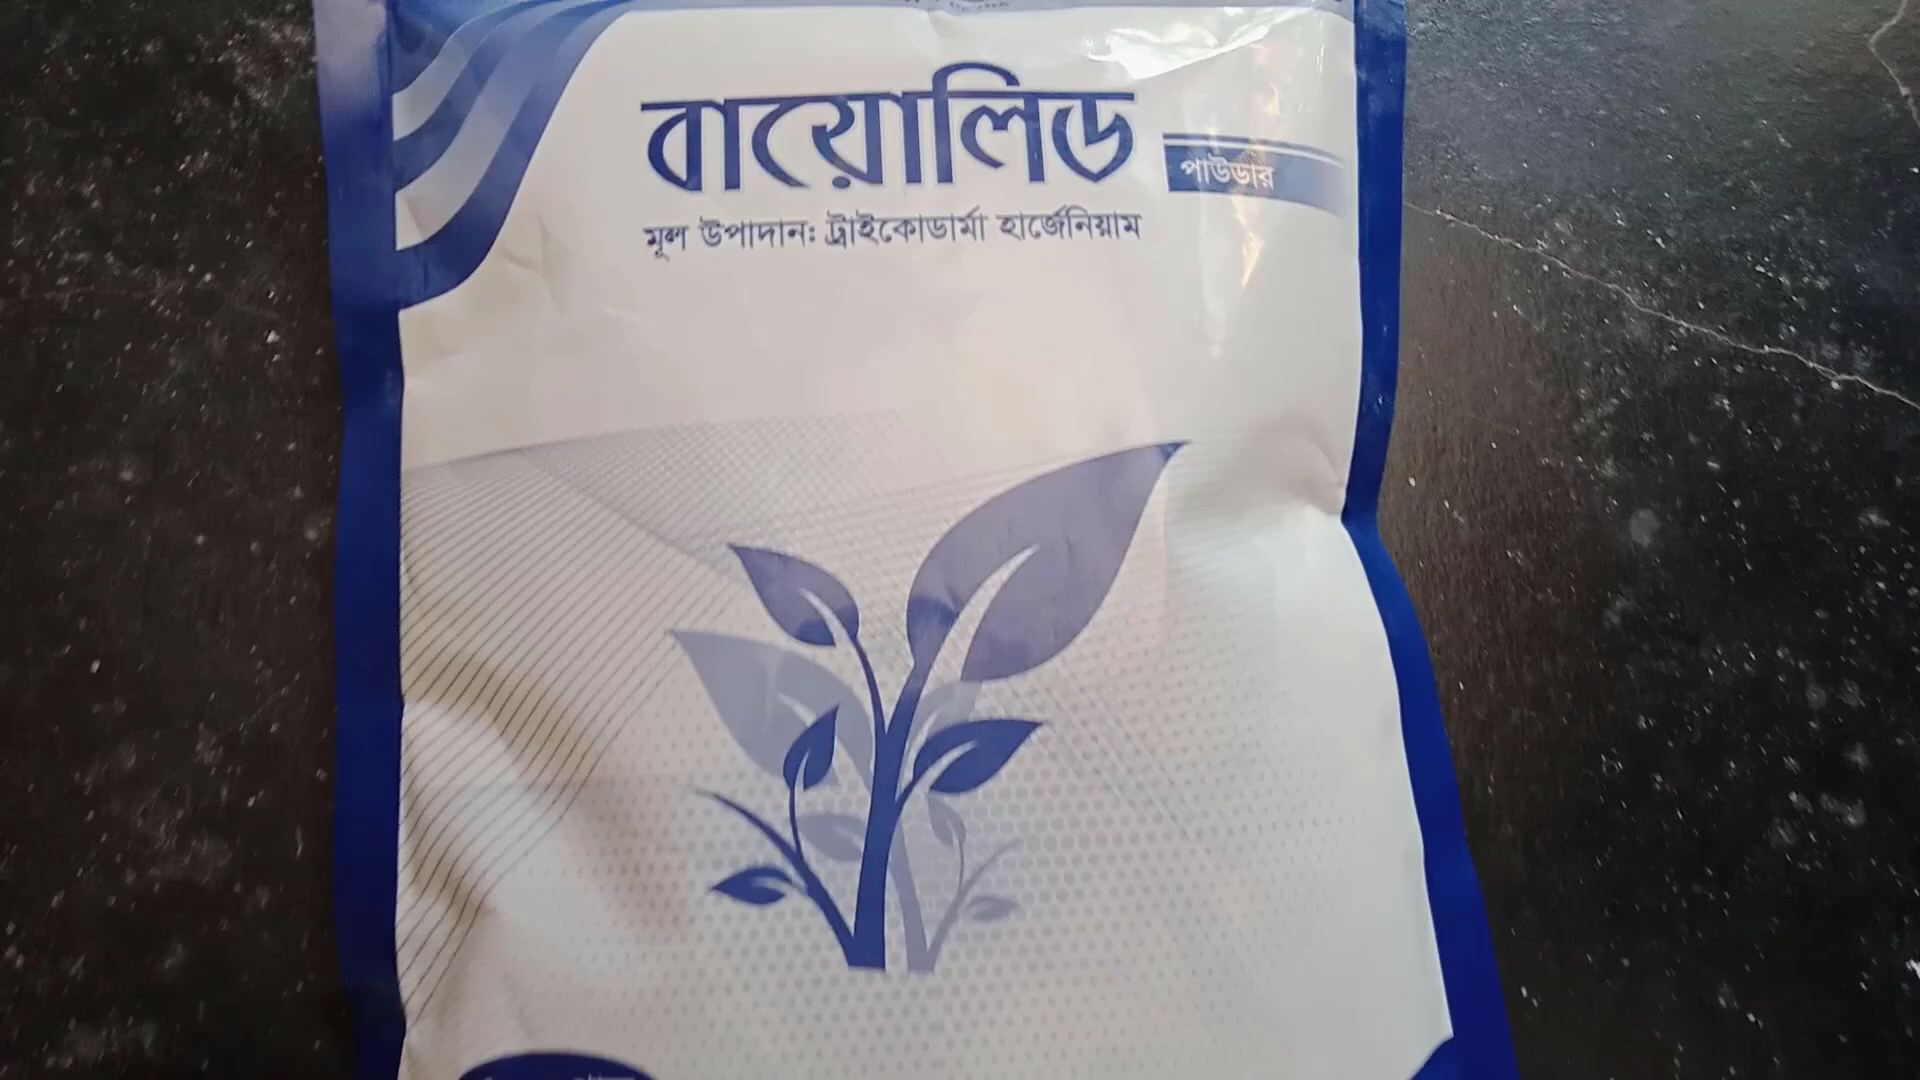 বায়োলিড
পাউডার
মূল উপাদান: ট্রাইকোডার্মা হার্জেনিয়াম